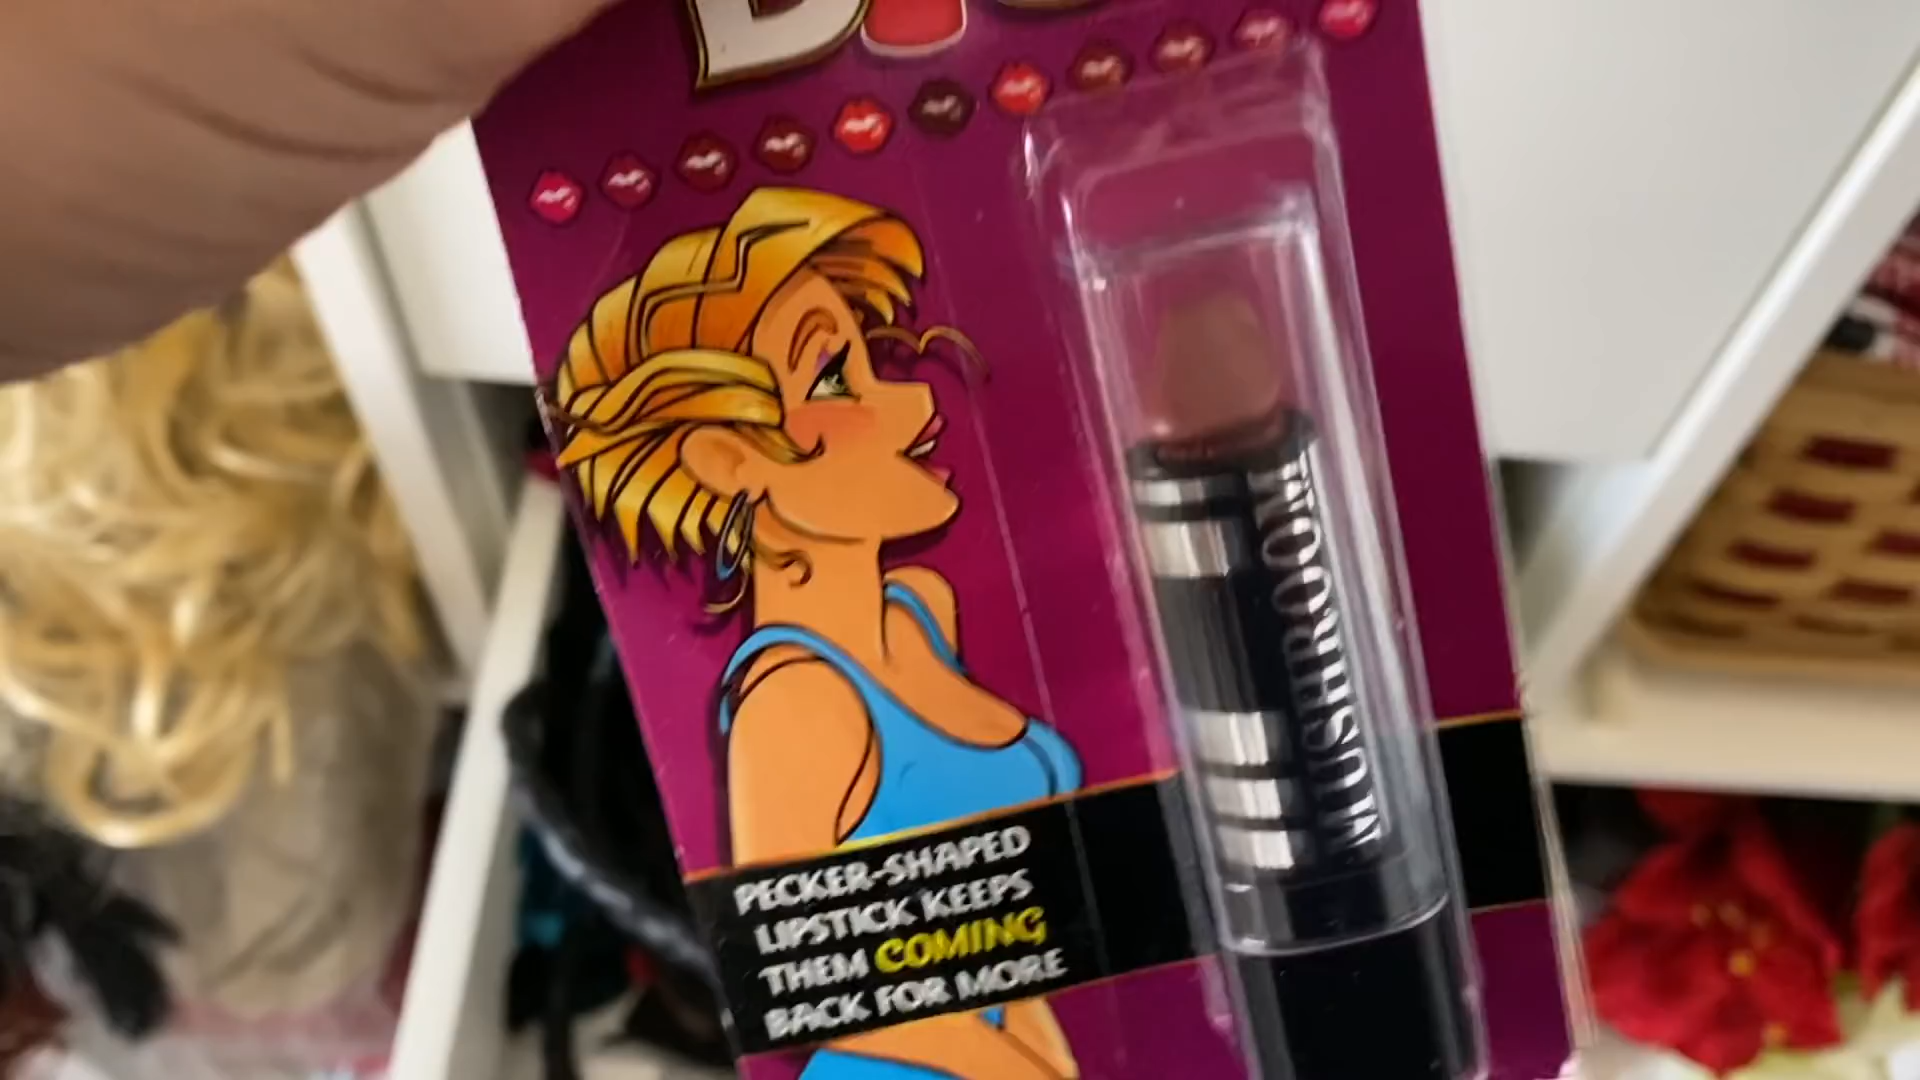 MUSHROOM
PECKER-SHAPED
LIPSTICK KEEPS
THEM COMING
BACK FOR MORE